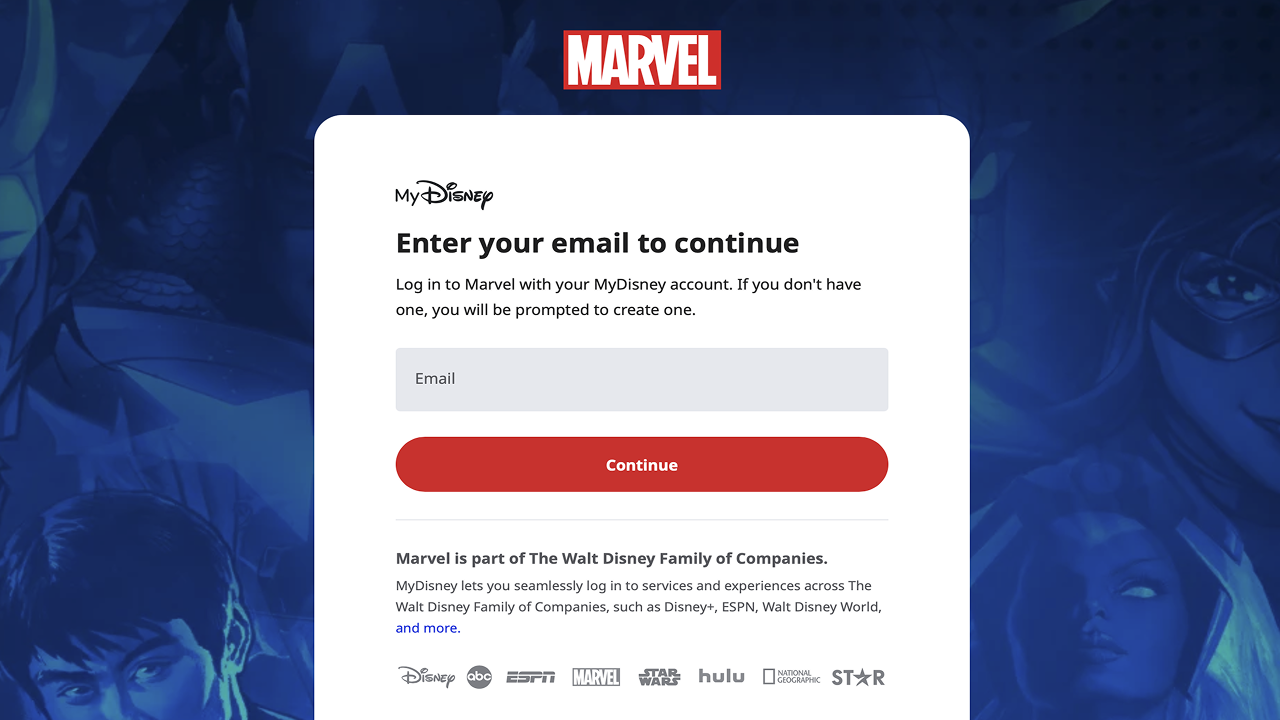 MARVEL
My Disney
Enter your email to continue
Log in to Marvel with your MyDisney account. If you don't have
one, you will be prompted to create one.
Email
Continue
Marvel is part of The Walt Disney Family of Companies.
MyDisney lets you seamlessly log in to services and experiences across The
Walt Disney Family of Companies, such as Disney+, ESPN, Walt Disney World,
and more.
Disney abc ESPN MARVEL STAR WARS hulu NATIONAL GEOGRAPHIC STAR